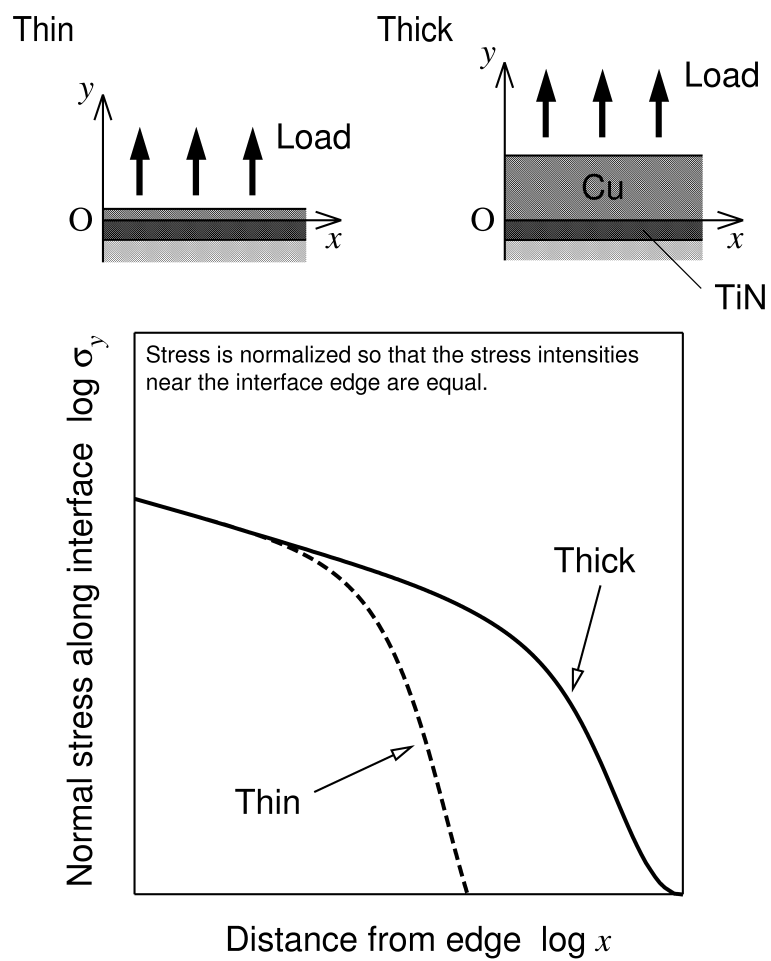 Thin
Thick
y
Load
O
x
y
Load
Cu
O
x
TiN
Stress is normalized so that the stress intensities
near the interface edge are equal.
Normal stress along interface log σy
Thick
Thin
Distance from edge log x